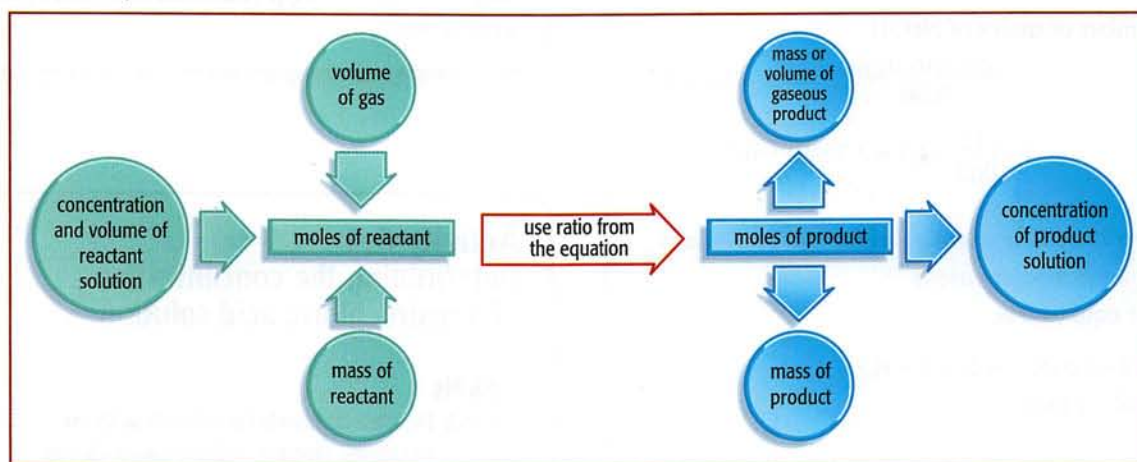 volume
of gas
mass or
volume of
gaseous
product
concentration
and volume of
reactant
solution
moles of reactant
use ratio from
the equation
moles of product
concentration
of product
solution
mass of
reactant
mass of
product